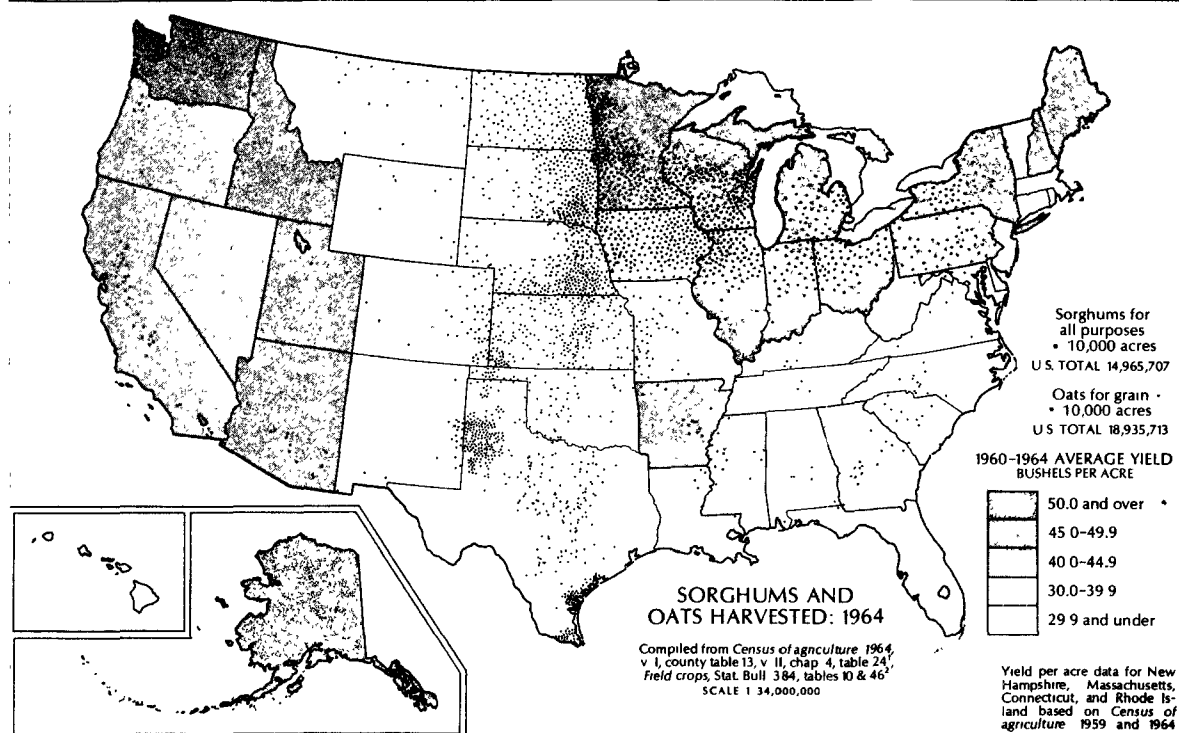 Sorghums for
all purposes
• 10,000 acres
U S. TOTAL 14,965,707
Oats for grain •
• 10,000 acres
US TOTAL 18,935,713
1960–1964 AVERAGE YIELD
BUSHELS PER ACRE
50.0 and over
45 0–49.9
40 0–44.9
30.0–39 9
29 9 and under
SORGHUMS AND
OATS HARVESTED: 1964
Compiled from Census of agriculture 1964,
v I, county table 13, v II, chap 4, table 24,
Field crops, Stat. Bull 384, tables 10 & 46
SCALE 1 34,000,000
Yield per acre data for New
Hampshire, Massachusetts,
Connecticut, and Rhode Is-
land based on Census of
agriculture 1959 and 1964